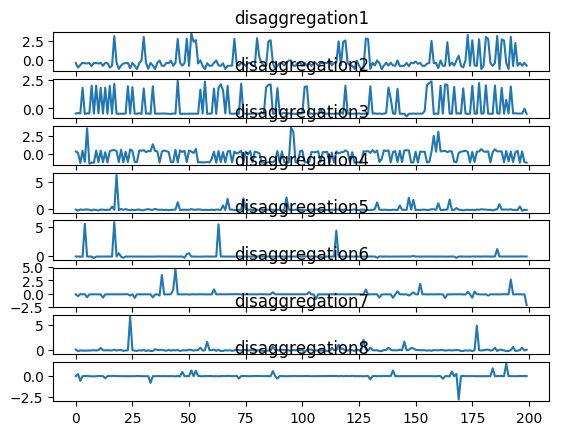 disaggregation1
2.5
0.0
disaggregation2
2.5
0.0
disaggregation3
2.5
0.0
disaggregation4
5
0
disaggregation5
5
0
disaggregation6
5.0
2.5
0.0
−2.5
disaggregation7
5
0
disaggregation8
0.0
−2.5
0 25 50 75 100 125 150 175 200